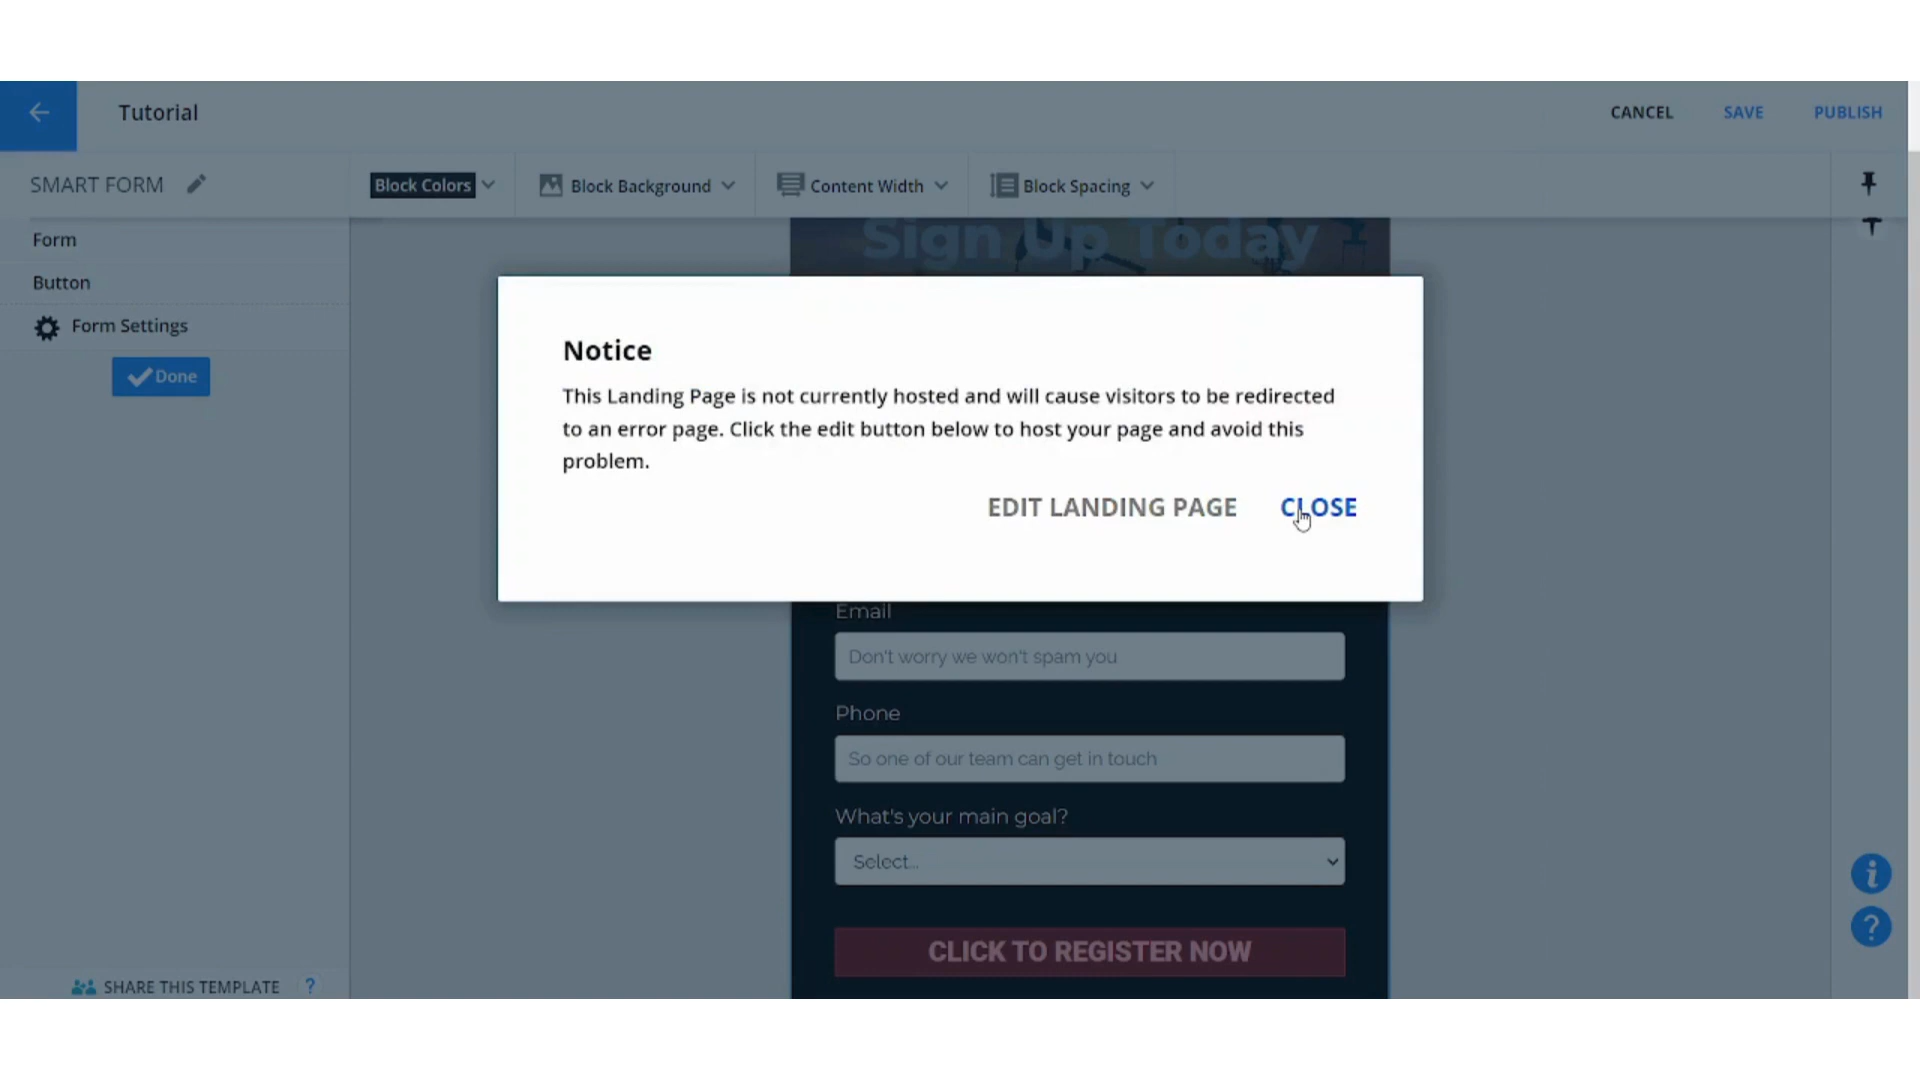 Tutorial
CANCEL
SAVE
PUBLISH
SMART FORM
Block Colors
Block Background
Content Width
Block Spacing
Form
Button
Form Settings
Done
Sign Up Today
Notice
This Landing Page is not currently hosted and will cause visitors to be redirected
to an error page. Click the edit button below to host your page and avoid this
problem.
EDIT LANDING PAGE
CLOSE
Email
Don't worry we won't spam you
Phone
So one of our team can get in touch
What's your main goal?
Select...
CLICK TO REGISTER NOW
SHARE THIS TEMPLATE
?
i
?